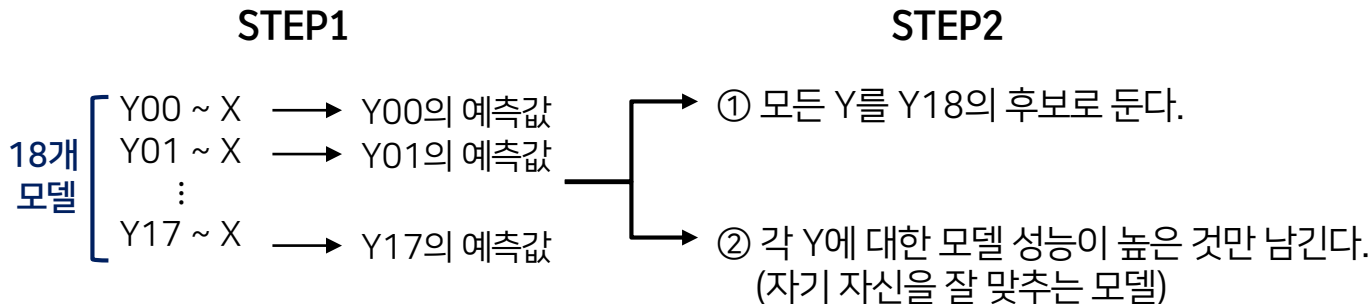 STEP1
STEP2
18개
모델
Y00 ~ X
Y00의 예측값
Y01 ~ X
Y01의 예측값
⋮
Y17 ~ X
Y17의 예측값
① 모든 Y를 Y18의 후보로 둔다.
② 각 Y에 대한 모델 성능이 높은 것만 남긴다.
(자기 자신을 잘 맞추는 모델)